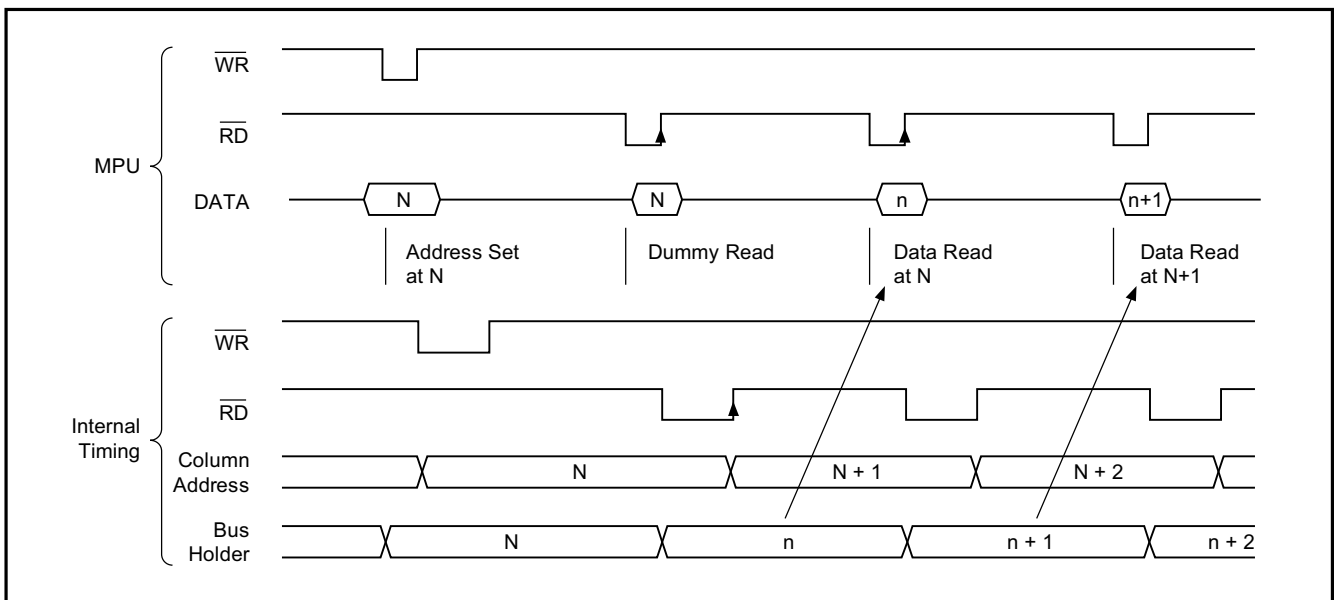 MPU
WR
RD
DATA
N
N
n
n+1
Address Set
at N
Dummy Read
Data Read
at N
Data Read
at N+1
Internal
Timing
WR
RD
Column
Address
N
N + 1
N + 2
Bus
Holder
N
n
n + 1
n + 2